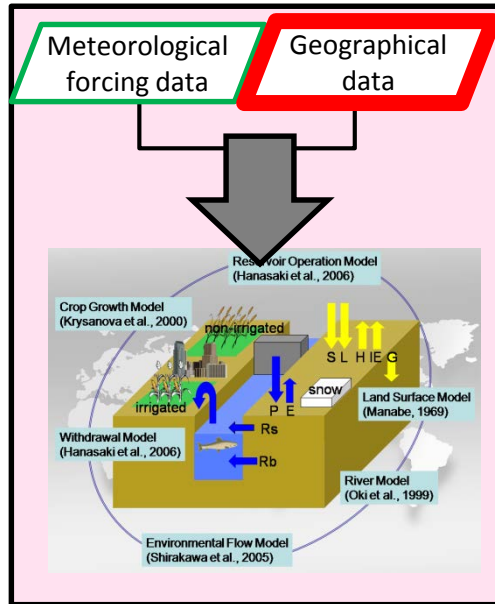 Meteorological
forcing data
Geographical
data
Reservoir Operation Model
(Hanasaki et al., 2006)
Crop Growth Model
(Krysanova et al., 2000)
non-irrigated
S L H lE G
snow
irrigated
P E
Land Surface Model
(Manabe, 1969)
Withdrawal Model
(Hanasaki et al., 2006)
Rs
Rb
River Model
(Oki et al., 1999)
Environmental Flow Model
(Shirakawa et al., 2005)